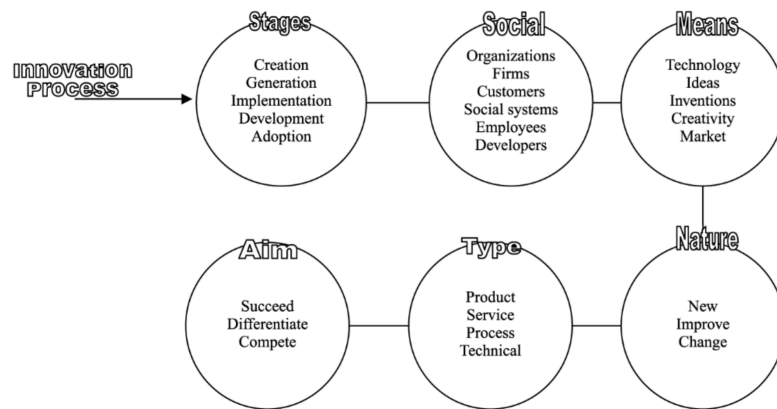 Innovation
Process
Stages
Creation
Generation
Implementation
Development
Adoption
Social
Organizations
Firms
Customers
Social systems
Employees
Developers
Means
Technology
Ideas
Inventions
Creativity
Market
Aim
Succeed
Differentiate
Compete
Type
Product
Service
Process
Technical
Nature
New
Improve
Change